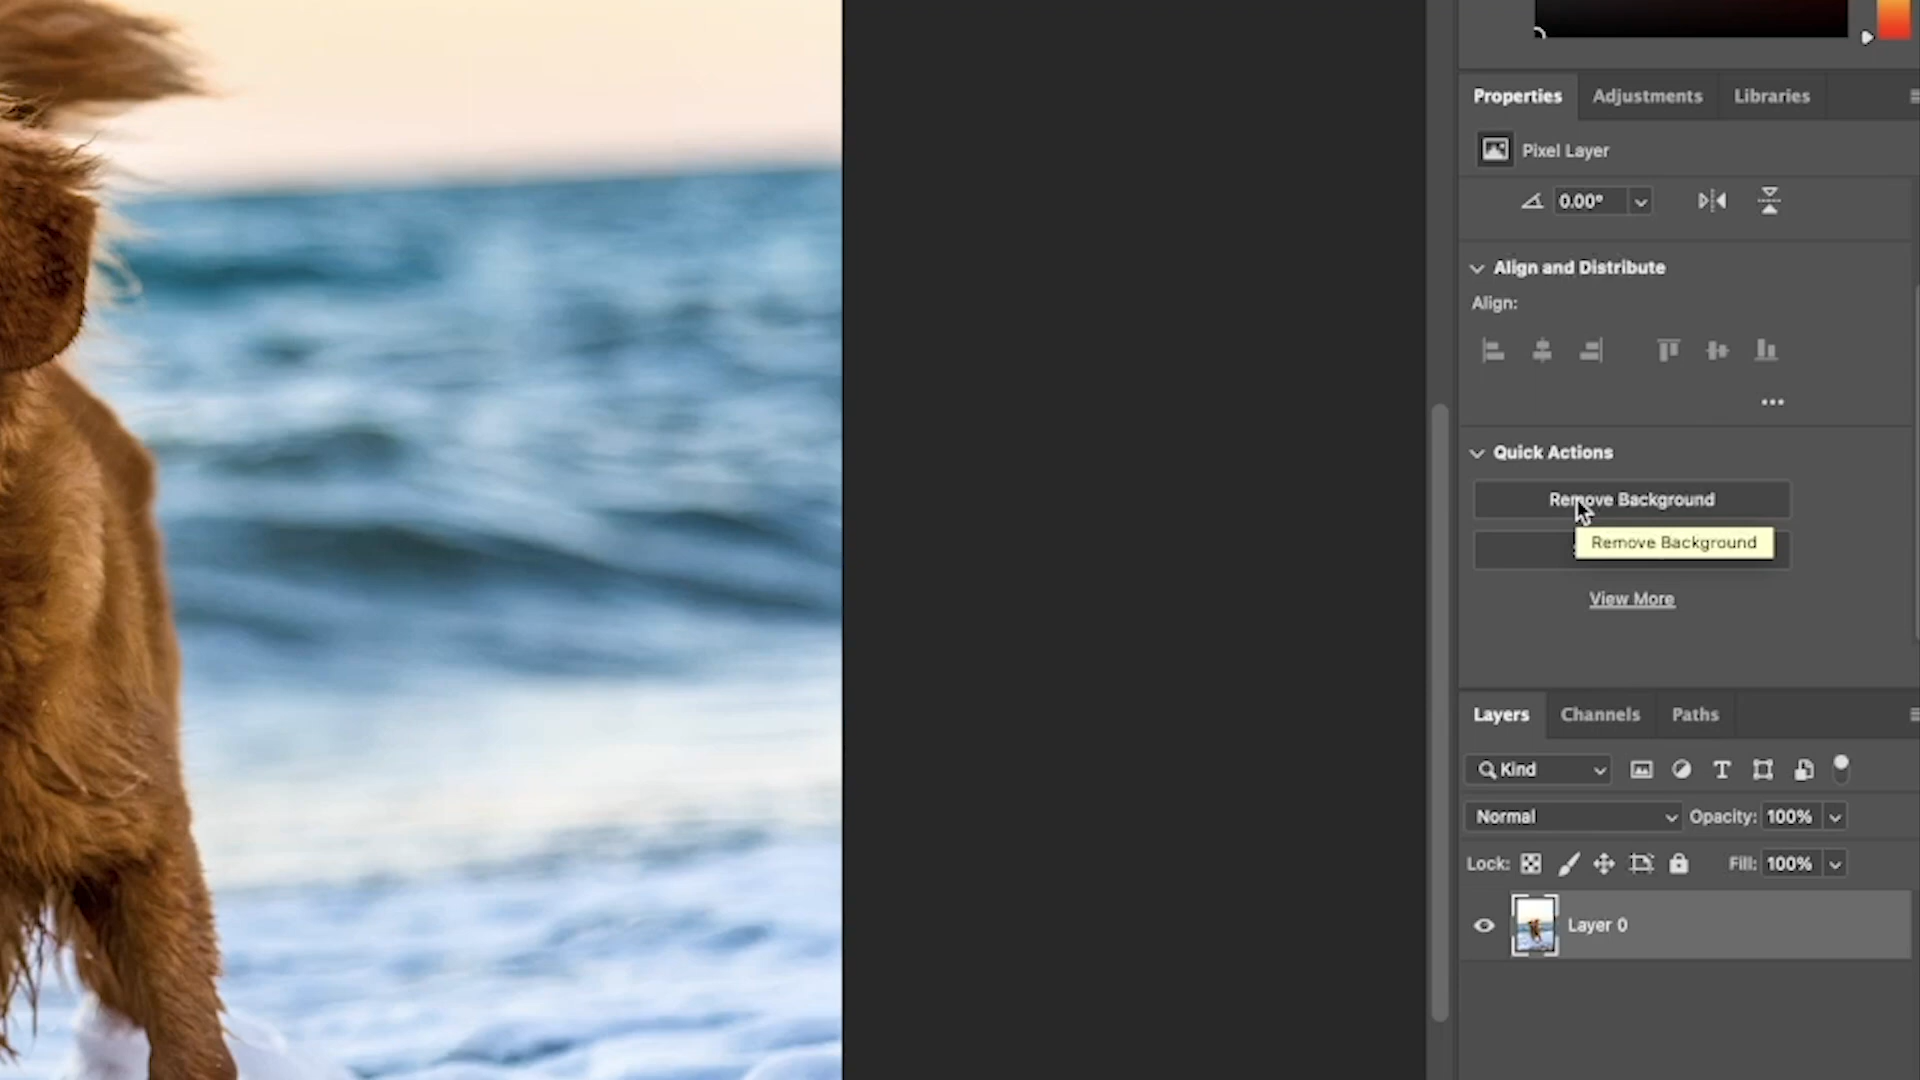 Properties Adjustments Libraries
Pixel Layer
0.00°
Align and Distribute
Align:
Quick Actions
Remove Background
Remove Background
View More
Layers Channels Paths
Kind
Normal Opacity: 100%
Lock: Fill: 100%
Layer 0